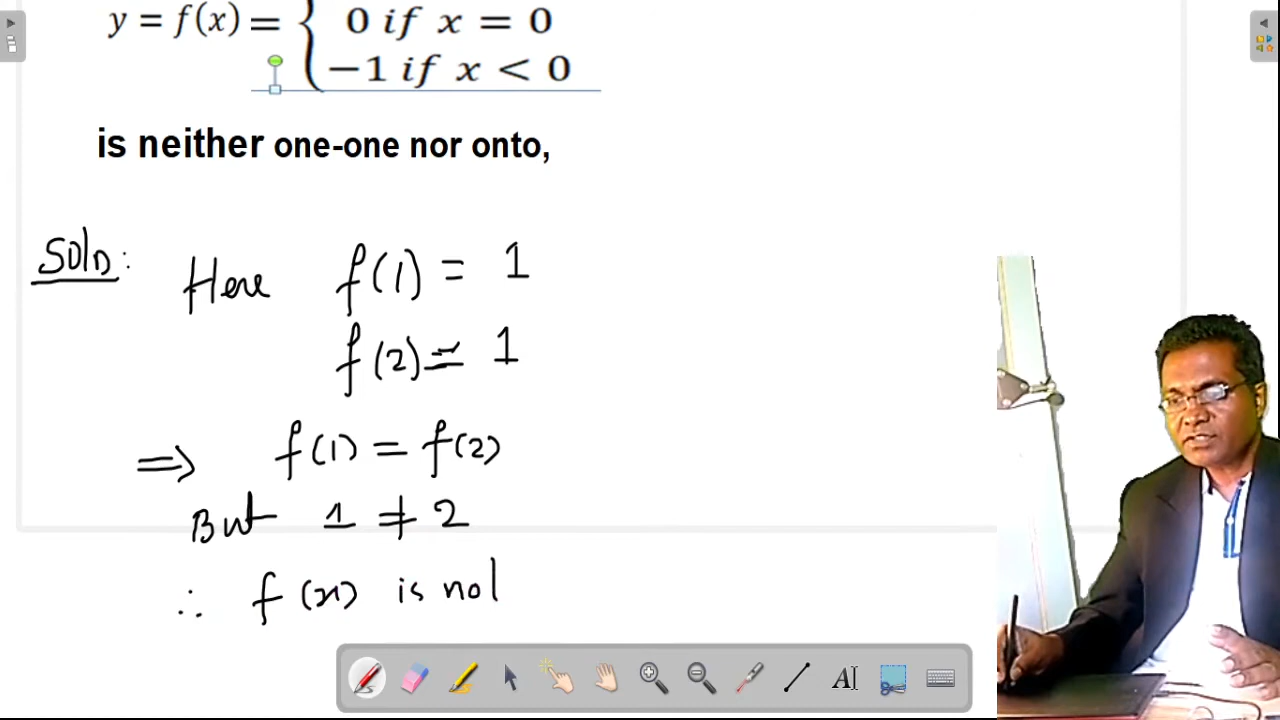 y = f(x) = { 0 if x = 0
−1 if x < 0
is neither one-one nor onto,
Soln: Here f(1) = 1
f(2) = 1
⇒ f(1) = f(2)
But 1 ≠ 2
∴ f(x) is not
AI